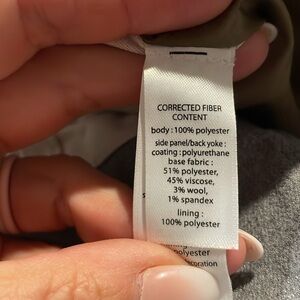 CORRECTED FIBER
CONTENT
body : 100% polyester
side panel/back yoke :
coating : polyurethane
base fabric :
51% polyester,
45% viscose,
3% wool,
1% spandex
lining :
100% polyester
polyester